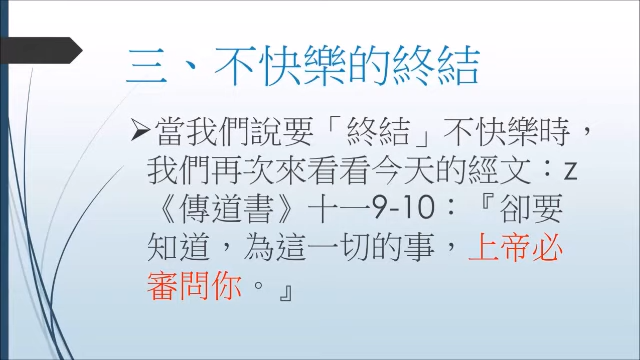 三、不快樂的終結
➢當我們說要「終結」不快樂時，
我們再次來看看今天的經文：z
《傳道書》十一9-10：『卻要
知道，為這一切的事，上帝必
審問你。』